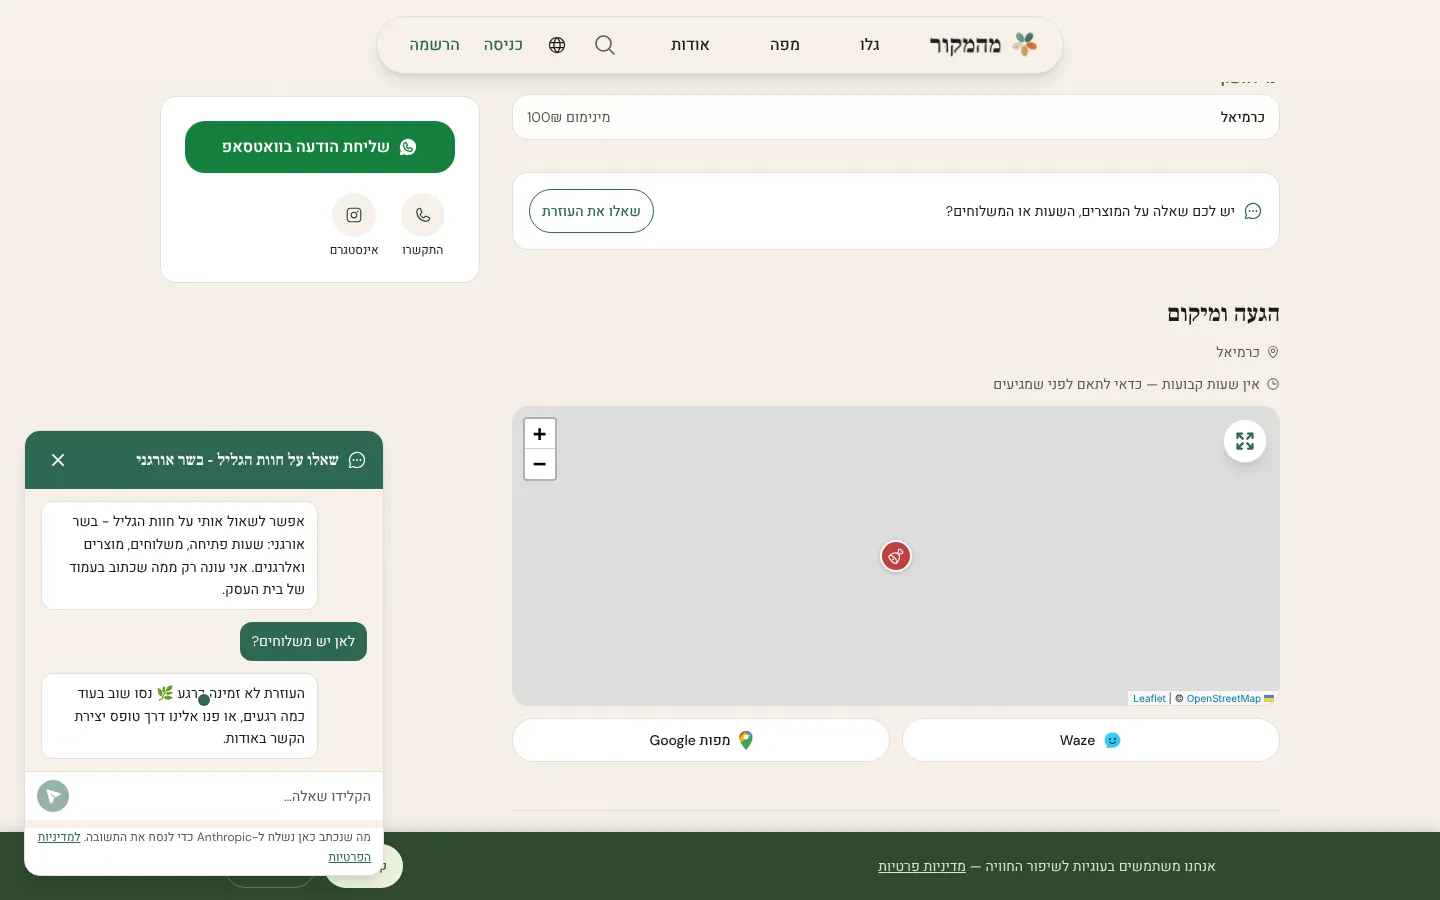 מהמקור
גלו
מפה
אודות
כניסה
הרשמה
כרמיאל
מינימום 100₪
יש לכם שאלה על המוצרים, השעות או המשלוחים?
שאלו את העוזרת
שליחת הודעה בוואטסאפ
התקשרו
אינסטגרם
הגעה ומיקום
כרמיאל
אין שעות קבועות — כדאי לתאם לפני שמגיעים
+
−
Leaflet | © OpenStreetMap
Waze
מפות Google
שאלו על חוות הגליל - בשר אורגני
אפשר לשאול אותי על חוות הגליל - בשר
אורגני: שעות פתיחה, משלוחים, מוצרים
ואלרגנים. אני עונה רק ממה שכתוב בעמוד
של בית העסק.
לאן יש משלוחים?
העוזרת לא זמינה כרגע 🌿 נסו שוב בעוד
כמה רגעים, או פנו אלינו דרך טופס יצירת
הקשר באודות.
הקלידו שאלה...
מה שנכתב כאן נשלח ל-Anthropic כדי לנסח את התשובה. למדיניות
הפרטיות
אנחנו משתמשים בעוגיות לשיפור החוויה — מדיניות פרטיות